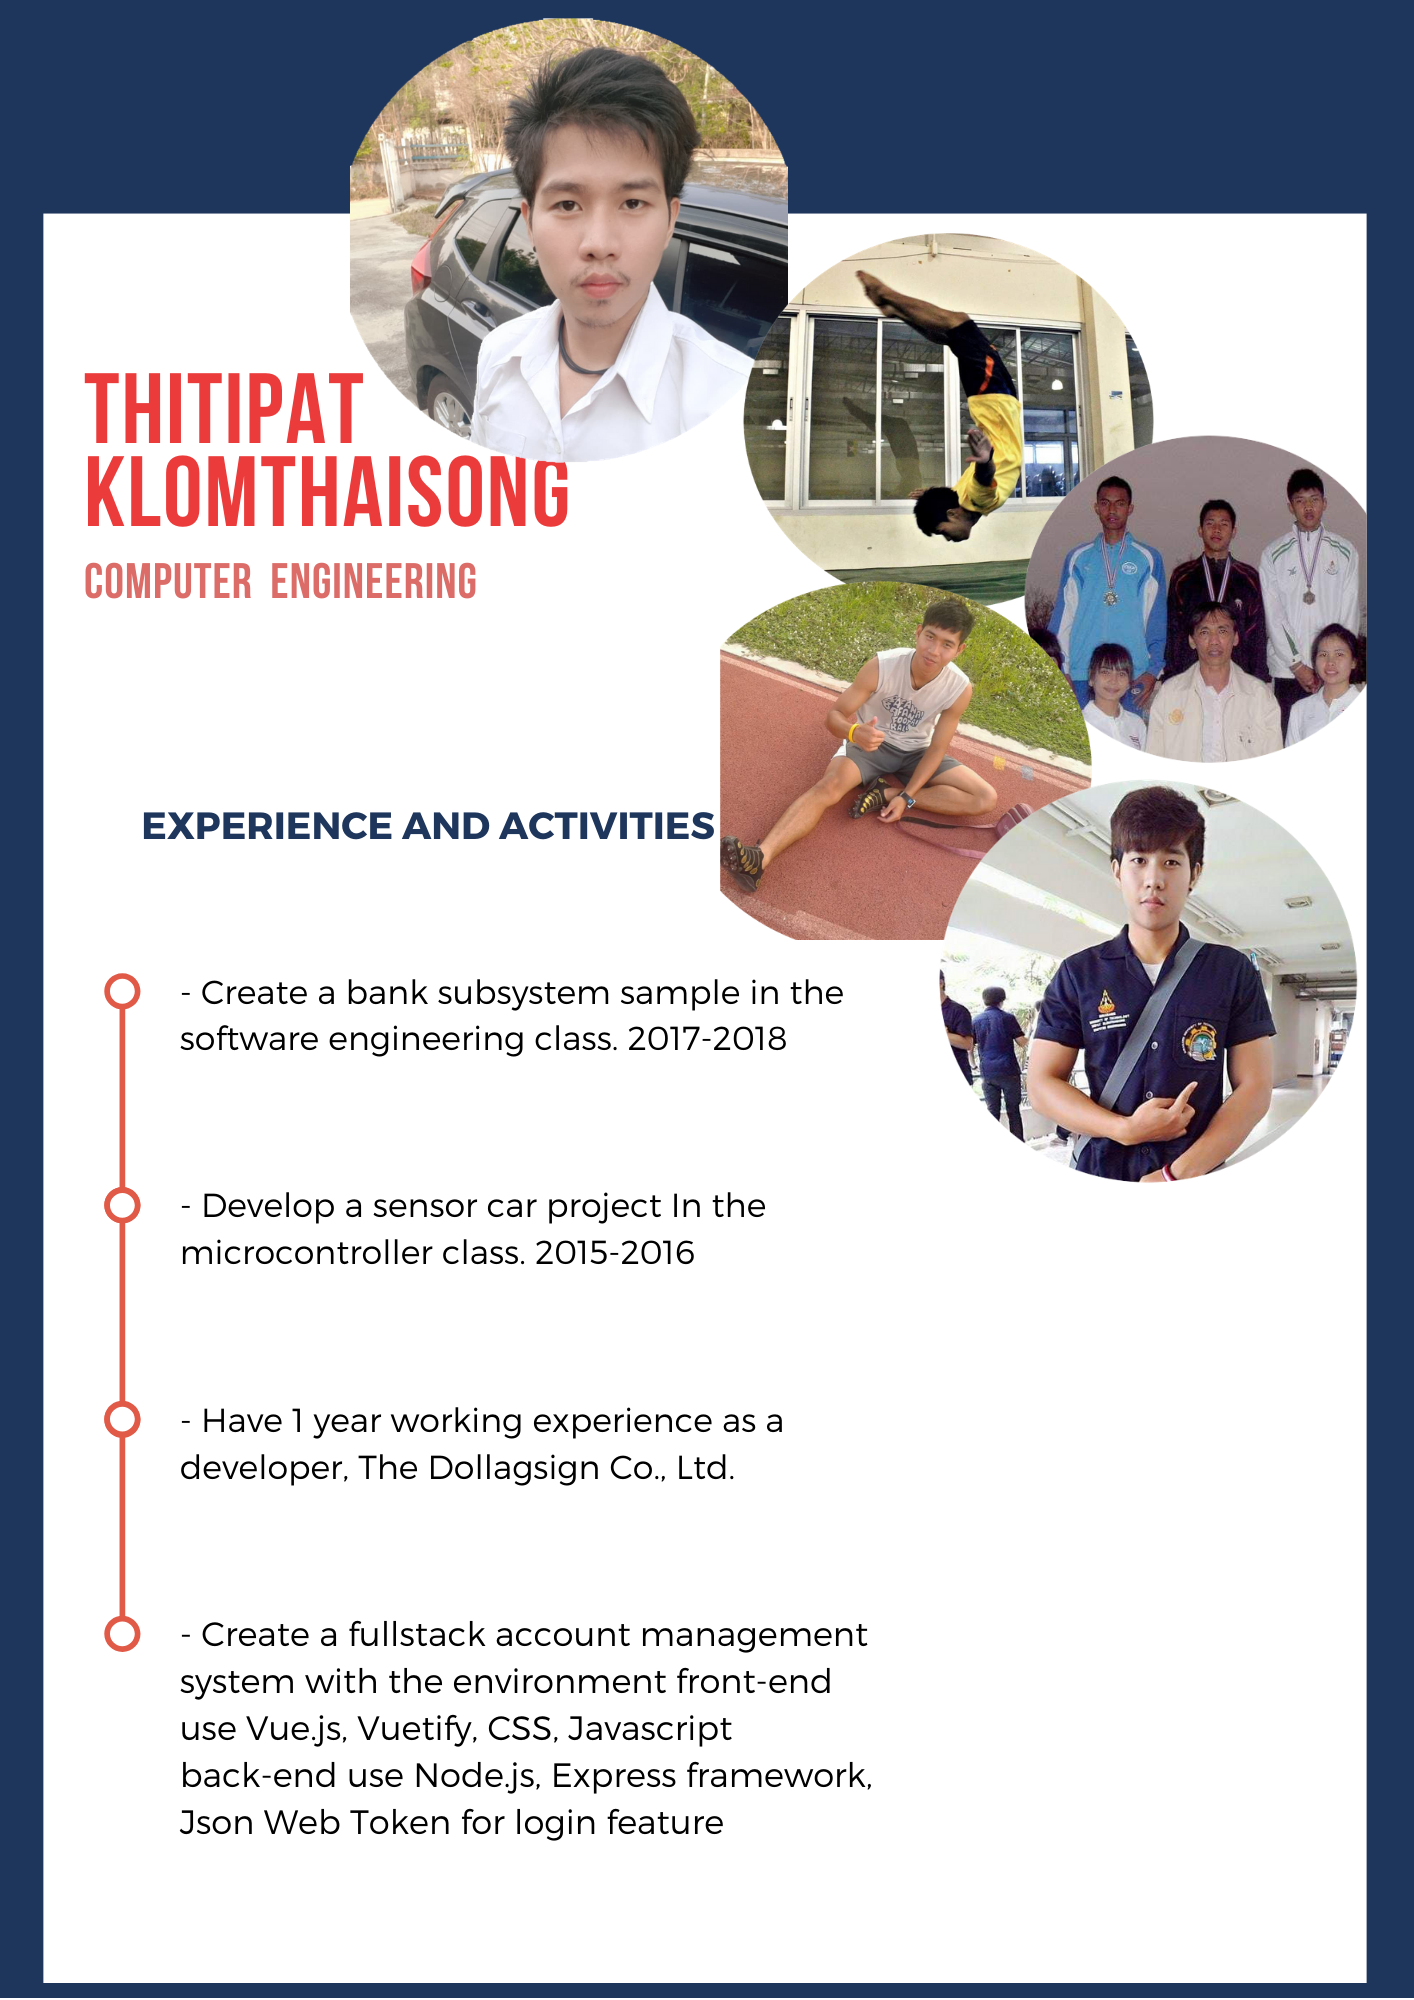 THITIPAT
KLOMTHAISONG
COMPUTER ENGINEERING
EXPERIENCE AND ACTIVITIES
- Create a bank subsystem sample in the
software engineering class. 2017-2018
- Develop a sensor car project In the
microcontroller class. 2015-2016
- Have 1 year working experience as a
developer, The Dollagsign Co., Ltd.
- Create a fullstack account management
system with the environment front-end
use Vue.js, Vuetify, CSS, Javascript
back-end use Node.js, Express framework,
Json Web Token for login feature